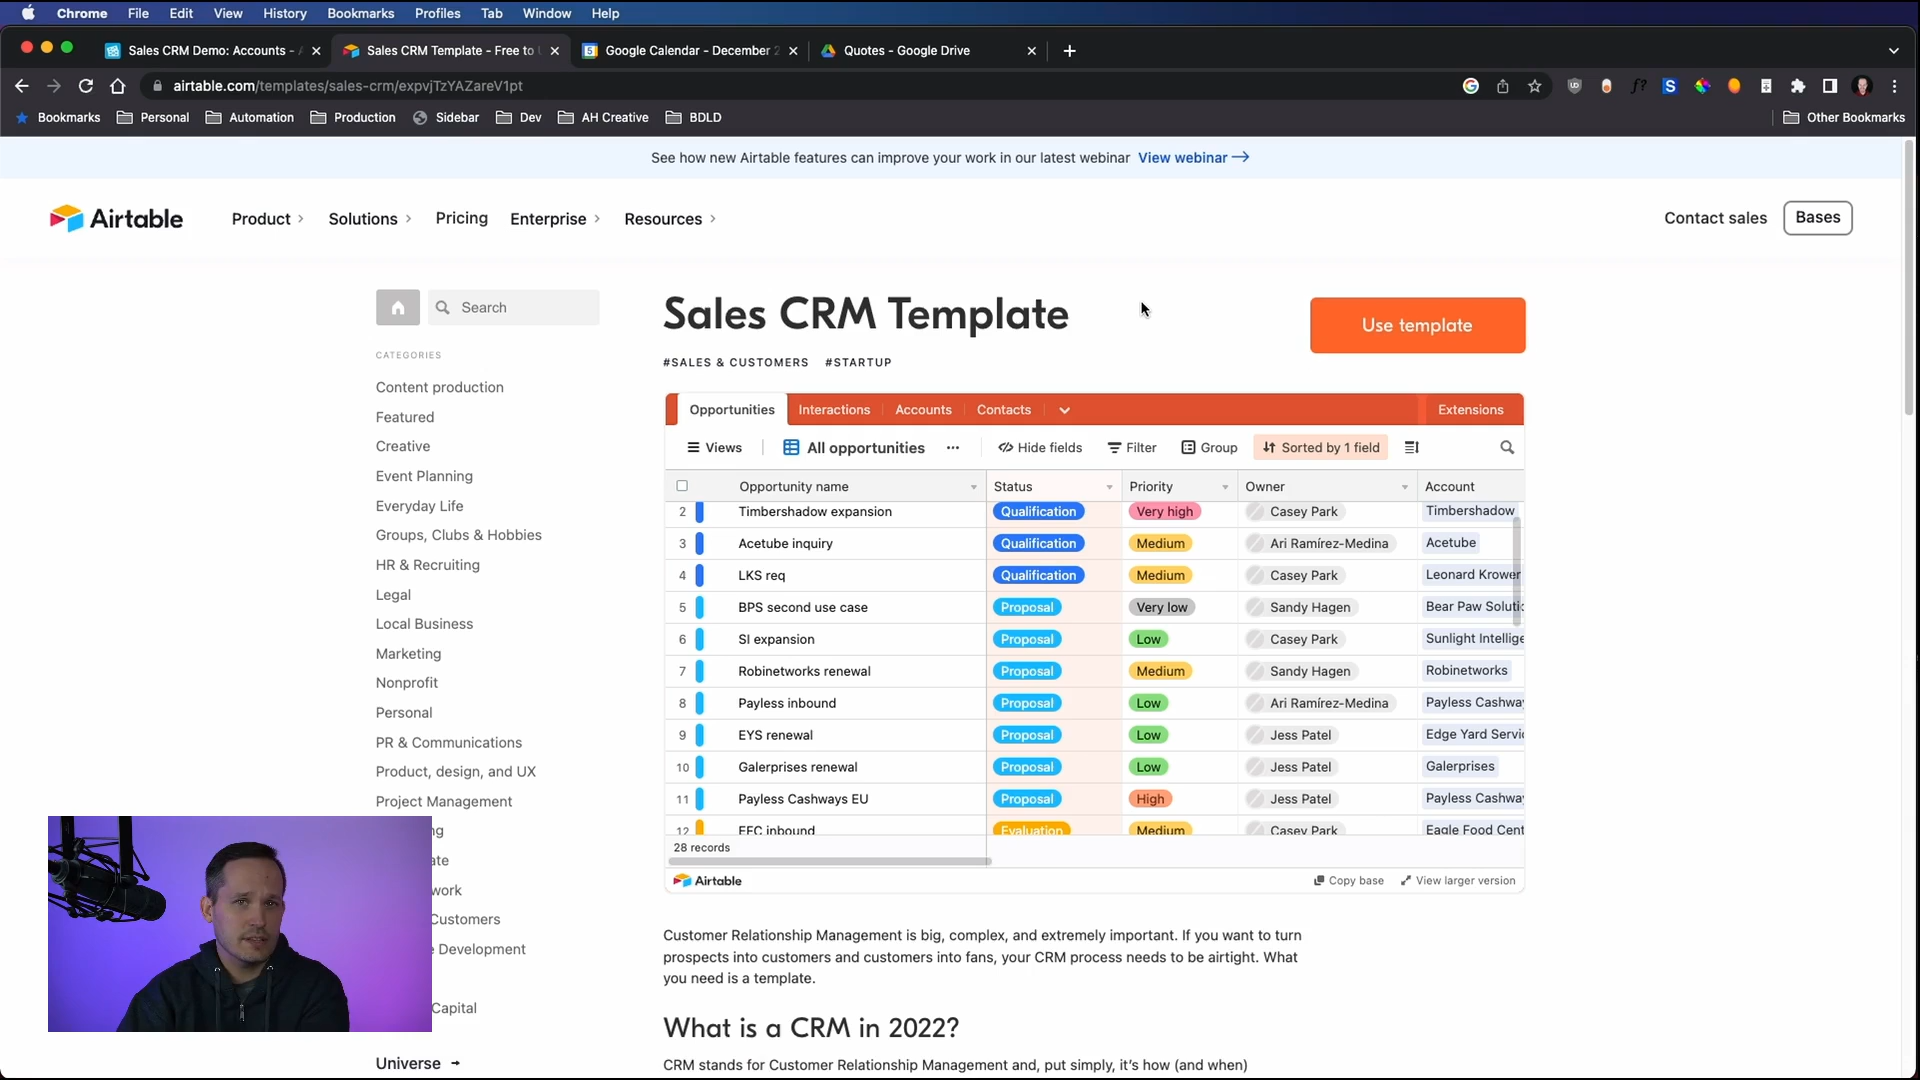 Chrome File Edit View History Bookmarks Profiles Tab Window Help
Sales CRM Demo: Accounts - Sales CRM Template - Free to Google Calendar - December Quotes - Google Drive
airtable.com/templates/sales-crm/expvjTzYAZareV1pt
Bookmarks Personal Automation Production Sidebar Dev AH Creative BDLD Other Bookmarks
See how new Airtable features can improve your work in our latest webinar View webinar →
Airtable Product Solutions Pricing Enterprise Resources Contact sales Bases
Search
CATEGORIES
Content production
Featured
Creative
Event Planning
Everyday Life
Groups, Clubs & Hobbies
HR & Recruiting
Legal
Local Business
Marketing
Nonprofit
Personal
PR & Communications
Product, design, and UX
Project Management
ng
ate
work
Customers
Development
Capital
Universe →
Sales CRM Template
Use template
#SALES & CUSTOMERS #STARTUP
Opportunities Interactions Accounts Contacts Extensions
Views All opportunities ... Hide fields Filter Group Sorted by 1 field
Opportunity name Status Priority Owner Account
2 Timbershadow expansion Qualification Very high Casey Park Timbershadow
3 Acetube inquiry Qualification Medium Ari Ramírez-Medina Acetube
4 LKS req Qualification Medium Casey Park Leonard Krower
5 BPS second use case Proposal Very low Sandy Hagen Bear Paw Soluti
6 SI expansion Proposal Low Casey Park Sunlight Intellige
7 Robinetworks renewal Proposal Medium Sandy Hagen Robinetworks
8 Payless inbound Proposal Low Ari Ramírez-Medina Payless Cashway
9 EYS renewal Proposal Low Jess Patel Edge Yard Servic
10 Galerprises renewal Proposal Low Jess Patel Galerprises
11 Payless Cashways EU Proposal High Jess Patel Payless Cashway
12 EFC inbound Evaluation Medium Casey Park Eagle Food Cent
28 records
Airtable Copy base View larger version
Customer Relationship Management is big, complex, and extremely important. If you want to turn
prospects into customers and customers into fans, your CRM process needs to be airtight. What
you need is a template.
What is a CRM in 2022?
CRM stands for Customer Relationship Management and, put simply, it's how (and when)